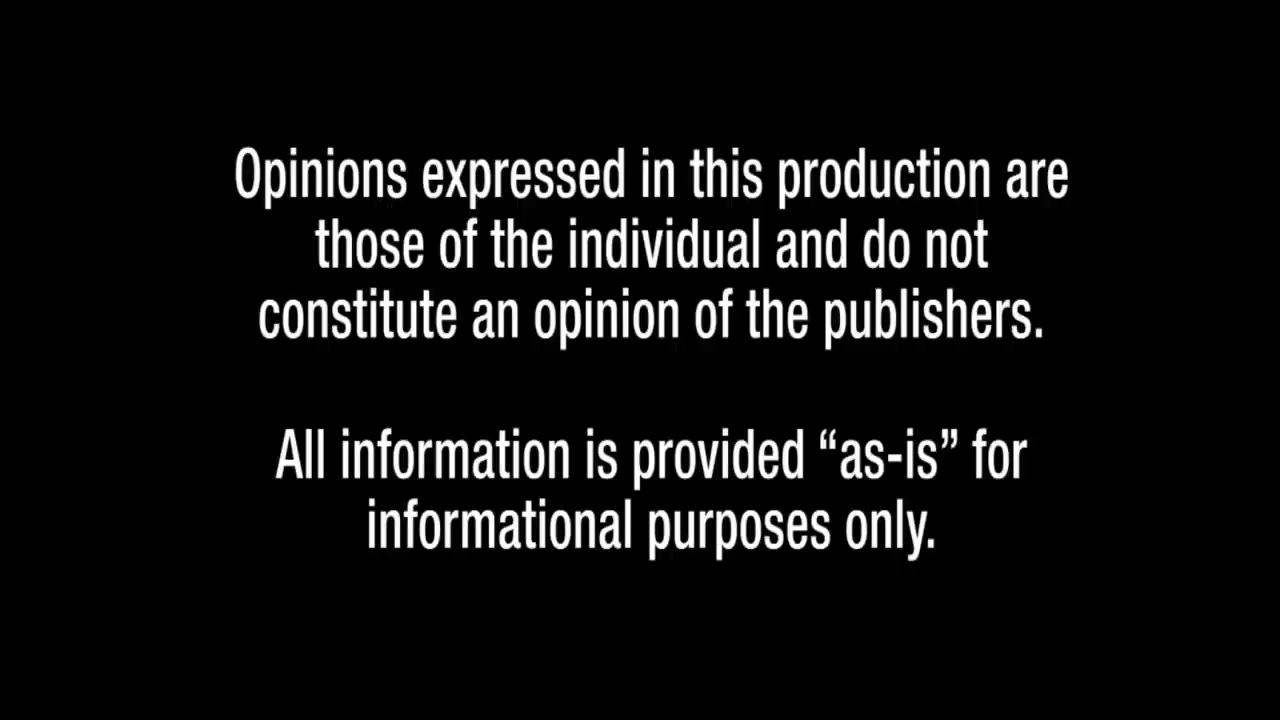 Opinions expressed in this production are
those of the individual and do not
constitute an opinion of the publishers.
All information is provided “as-is” for
informational purposes only.